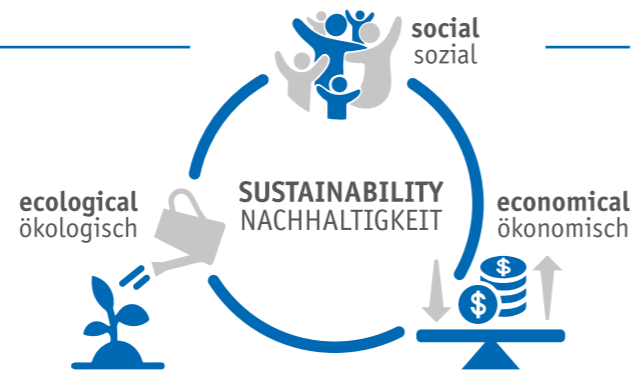 social
sozial
SUSTAINABILITY
NACHHALTIGKEIT
ecological
ökologisch
economical
ökonomisch
$
$